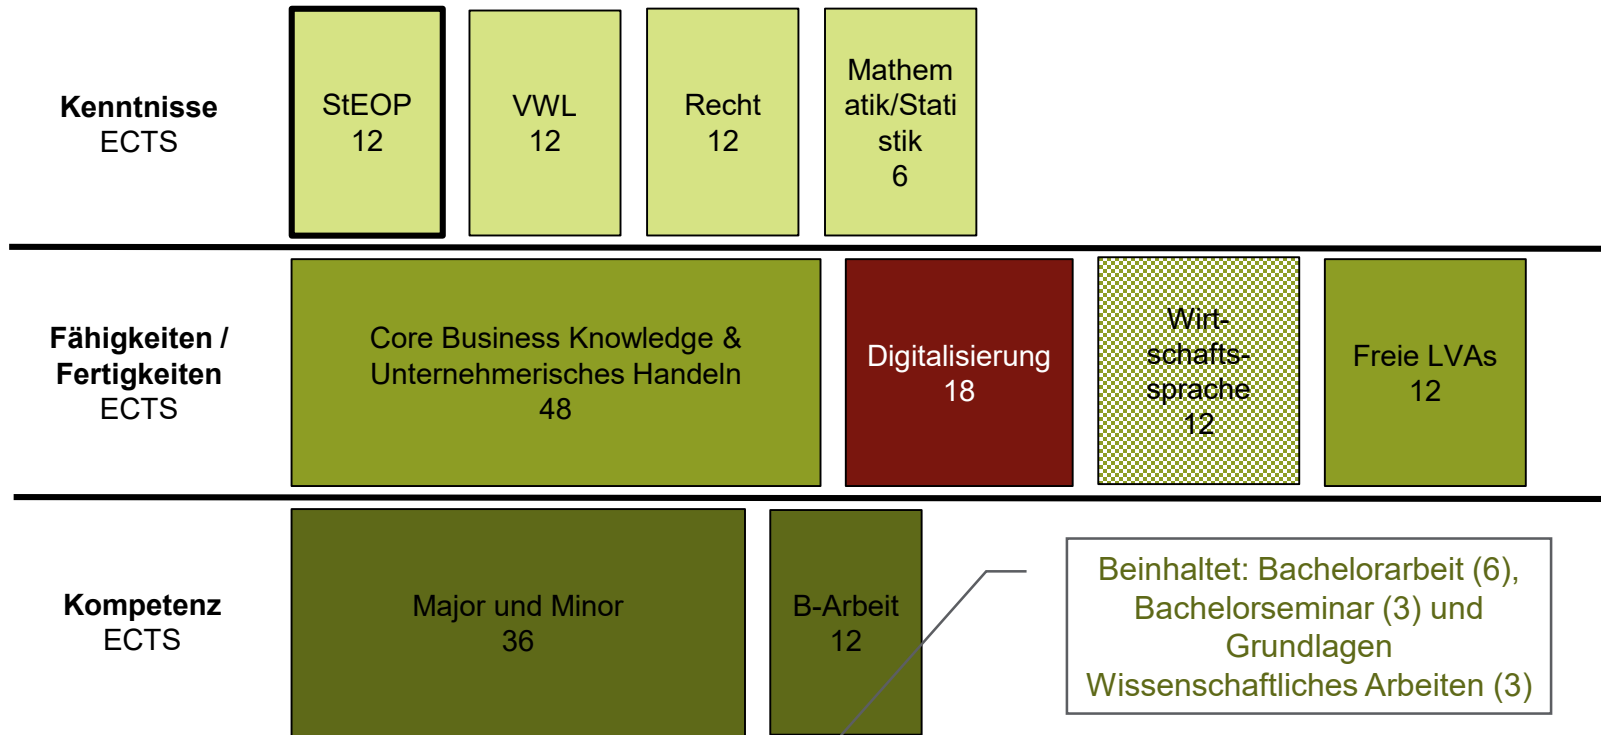 Kenntnisse
ECTS
StEOP
12
VWL
12
Recht
12
Mathem
atik/Stati
stik
6
Fähigkeiten /
Fertigkeiten
ECTS
Core Business Knowledge &
Unternehmerisches Handeln
48
Digitalisierung
18
Wirt-
schafts-
sprache
12
Freie LVAs
12
Kompetenz
ECTS
Major und Minor
36
B-Arbeit
12
Beinhaltet: Bachelorarbeit (6),
Bachelorseminar (3) und
Grundlagen
Wissenschaftliches Arbeiten (3)